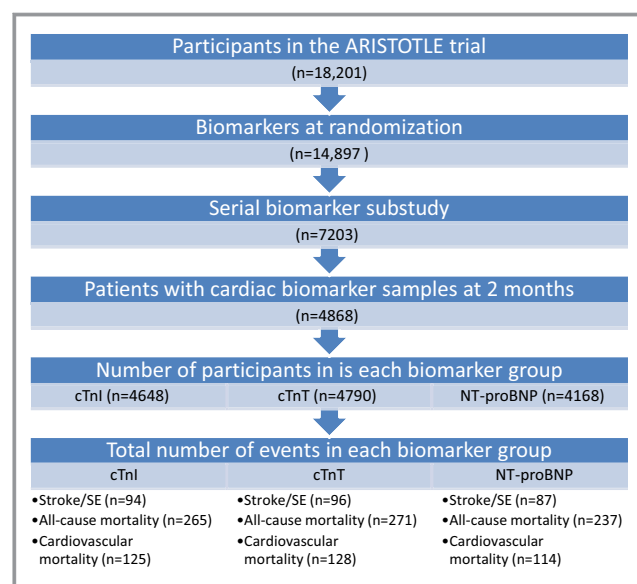 Participants in the ARISTOTLE trial
(n=18,201)
Biomarkers at randomization
(n=14,897 )
Serial biomarker substudy
(n=7203)
Patients with cardiac biomarker samples at 2 months
(n=4868)
Number of participants in is each biomarker group
cTnI (n=4648) cTnT (n=4790) NT-proBNP (n=4168)
Total number of events in each biomarker group
cTnI cTnT NT-proBNP
•Stroke/SE (n=94) •Stroke/SE (n=96) •Stroke/SE (n=87)
•All-cause mortality (n=265) •All-cause mortality (n=271) •All-cause mortality (n=237)
•Cardiovascular •Cardiovascular •Cardiovascular
mortality (n=125) mortality (n=128) mortality (n=114)